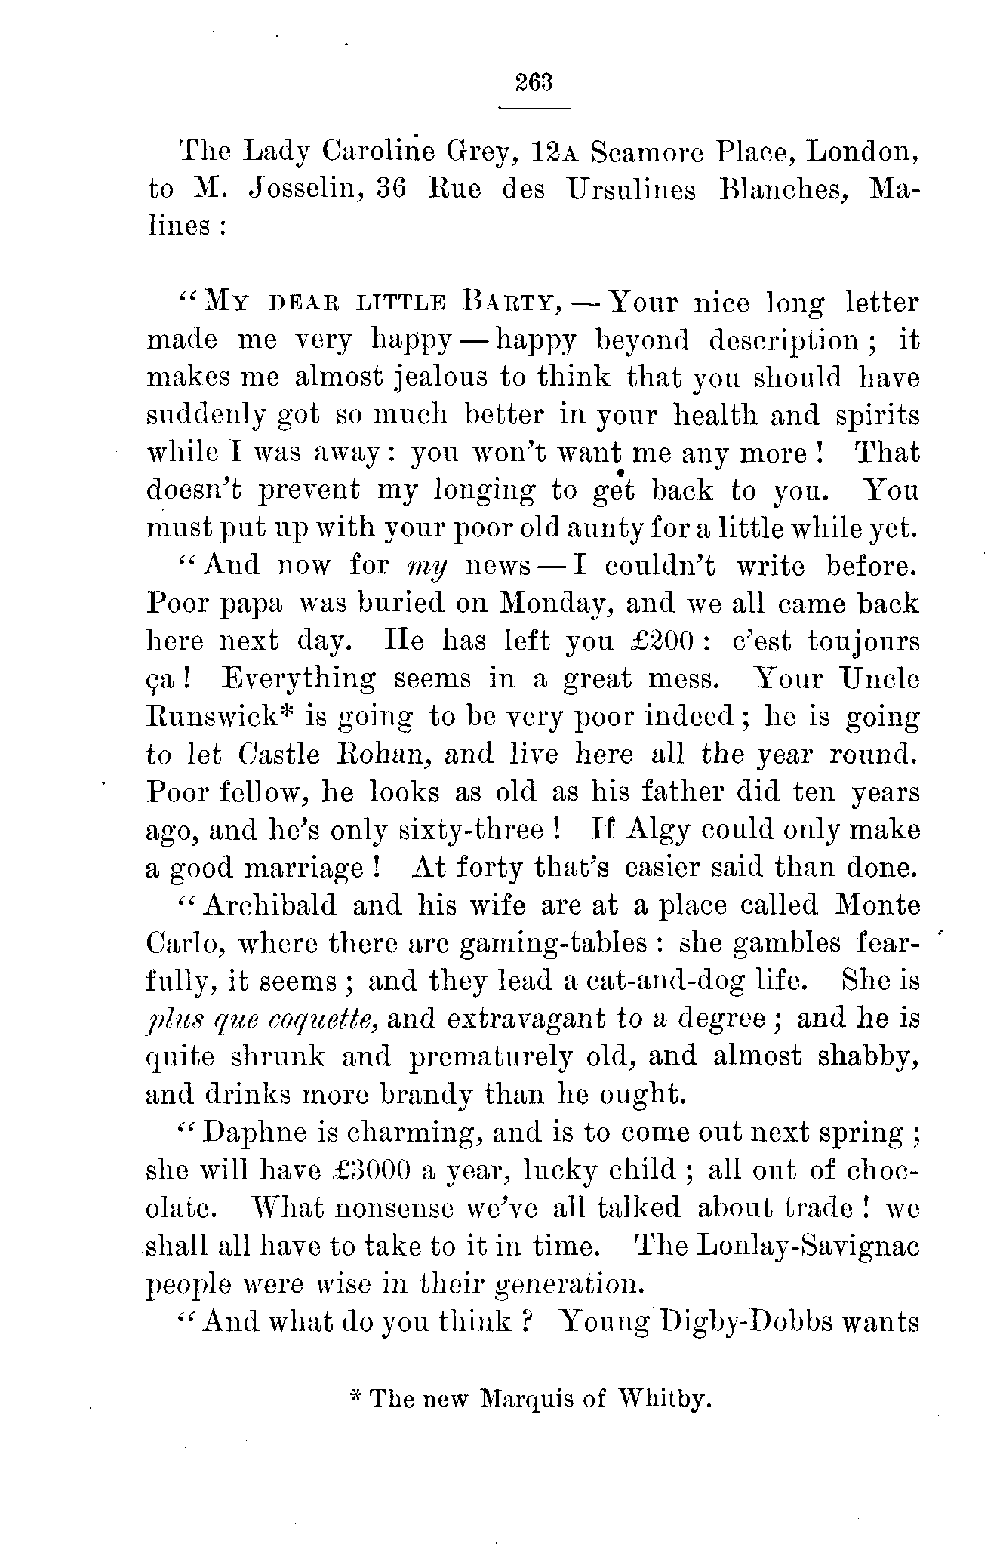 263
The Lady Caroline Grey, 12A Seamore Place, London,
to M. Josselin, 36 Rue des Ursulines Blanches, Ma-
lines :
“ MY DEAR LITTLE BARTY, — Your nice long letter
made me very happy — happy beyond description ; it
makes me almost jealous to think that you should have
suddenly got so much better in your health and spirits
while I was away : you won't want me any more ! That
doesn't prevent my longing to get back to you. You
must put up with your poor old aunty for a little while yet.
“ And now for my news — I couldn't write before.
Poor papa was buried on Monday, and we all came back
here next day. He has left you £200 : c'est toujours
ça ! Everything seems in a great mess. Your Uncle
Runswick* is going to be very poor indeed ; he is going
to let Castle Rohan, and live here all the year round.
Poor fellow, he looks as old as his father did ten years
ago, and he's only sixty-three ! If Algy could only make
a good marriage ! At forty that's easier said than done.
“ Archibald and his wife are at a place called Monte
Carlo, where there are gaming-tables : she gambles fear-
fully, it seems ; and they lead a cat-and-dog life. She is
plus que coquette, and extravagant to a degree ; and he is
quite shrunk and prematurely old, and almost shabby,
and drinks more brandy than he ought.
“ Daphne is charming, and is to come out next spring ;
she will have £3000 a year, lucky child ; all out of choc-
olate. What nonsense we've all talked about trade ! we
shall all have to take to it in time. The Lonlay-Savignac
people were wise in their generation.
“ And what do you think ? Young Digby-Dobbs wants
* The new Marquis of Whitby.